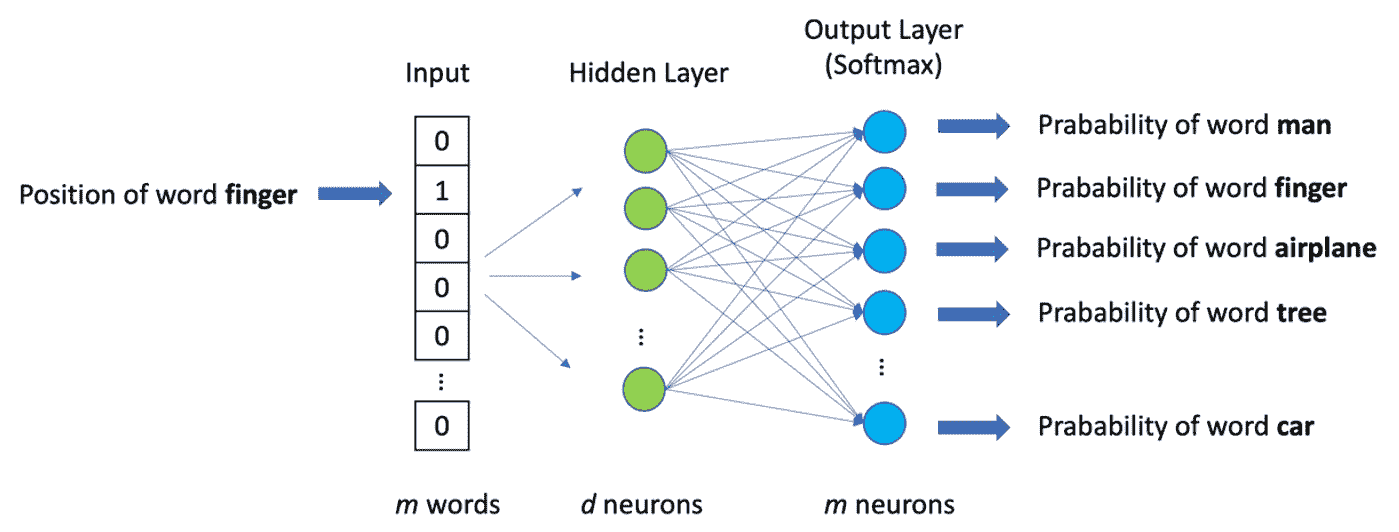 Output Layer
(Softmax)
Input
Hidden Layer
0
1
0
0
0
⋮
0
Position of word finger
⋮
⋮
Prabability of word man
Prabability of word finger
Prabability of word airplane
Prabability of word tree
Prabability of word car
m words
d neurons
m neurons